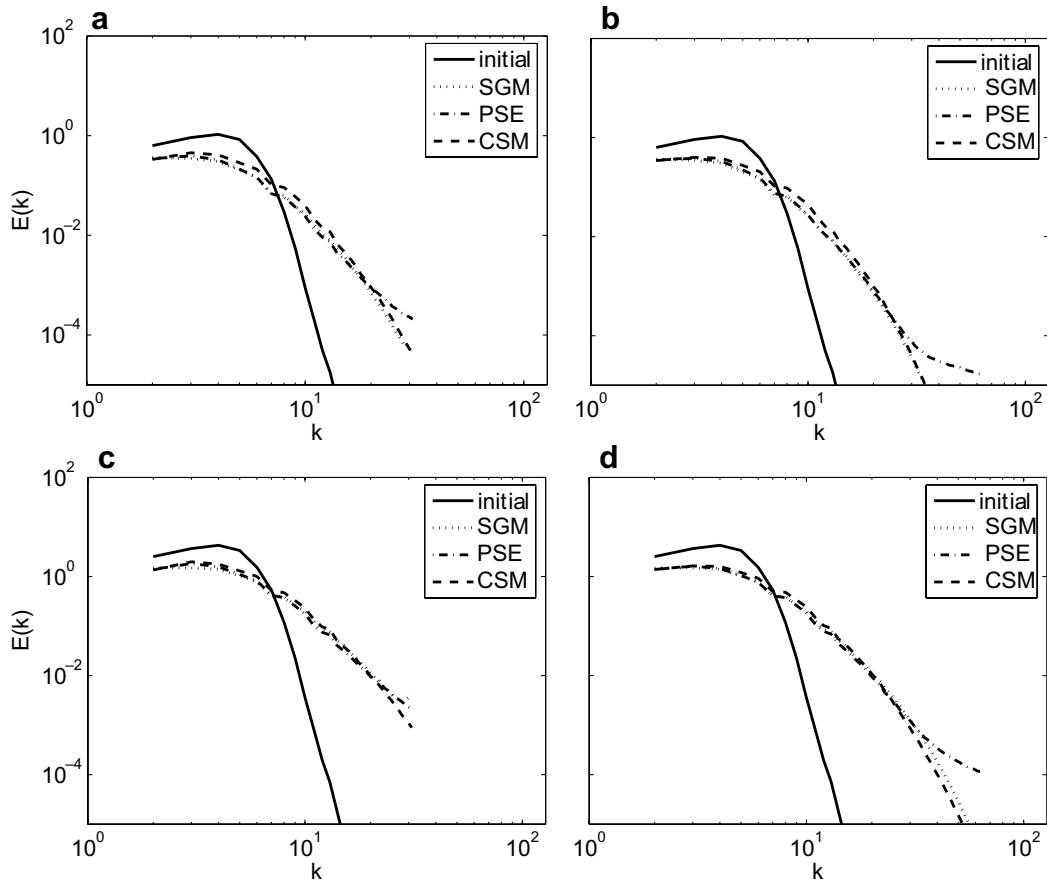 a
10^2
10^0
10^−2
10^−4
E(k)
10^0
10^1
10^2
k
initial
SGM
PSE
CSM
b
10^0
10^1
10^2
k
initial
SGM
PSE
CSM
c
10^2
10^0
10^−2
10^−4
E(k)
10^0
10^1
10^2
k
initial
SGM
PSE
CSM
d
10^0
10^1
10^2
k
initial
SGM
PSE
CSM